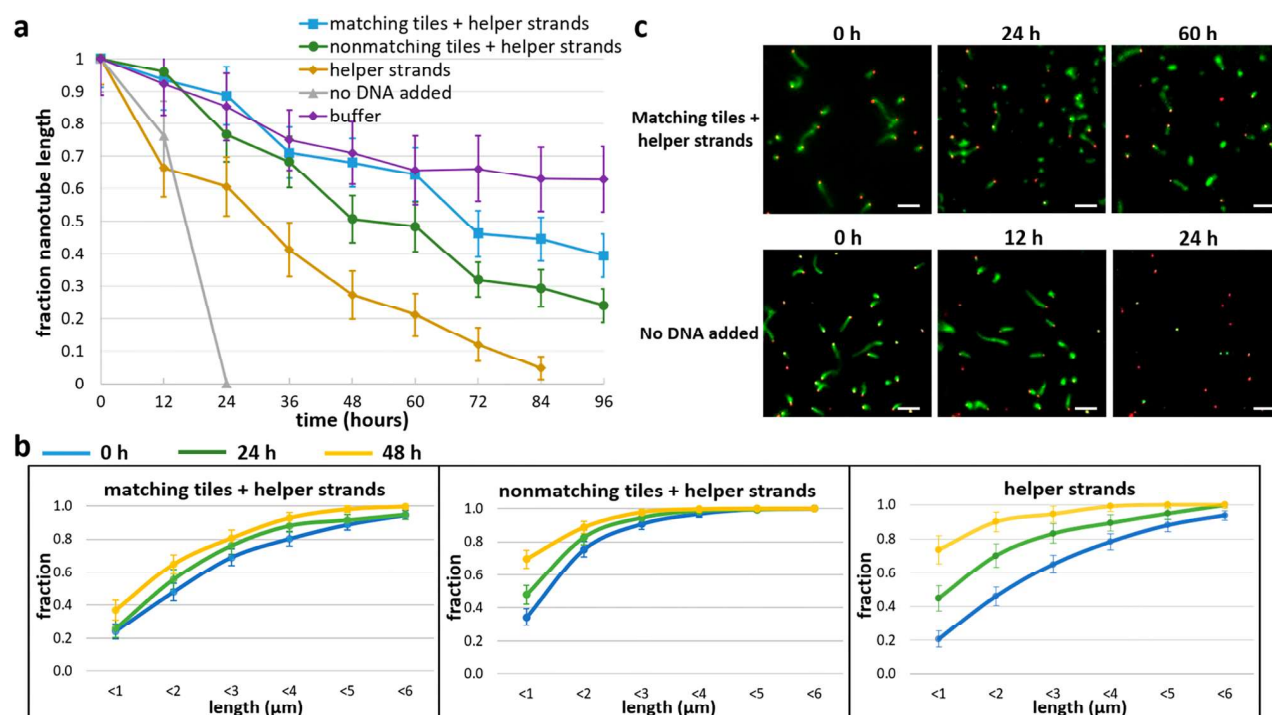 a
matching tiles + helper strands
nonmatching tiles + helper strands
helper strands
no DNA added
buffer
fraction nanotube length
1
0.9
0.8
0.7
0.6
0.5
0.4
0.3
0.2
0.1
0
0 12 24 36 48 60 72 84 96
time (hours)
c
0 h 24 h 60 h
Matching tiles +
helper strands
0 h 12 h 24 h
No DNA added
b
0 h 24 h 48 h
matching tiles + helper strands
fraction
1.0
0.8
0.6
0.4
0.2
0.0
<1 <2 <3 <4 <5 <6
length (μm)
nonmatching tiles + helper strands
fraction
1.0
0.8
0.6
0.4
0.2
0.0
<1 <2 <3 <4 <5 <6
length (μm)
helper strands
fraction
1.0
0.8
0.6
0.4
0.2
0.0
<1 <2 <3 <4 <5 <6
length (μm)